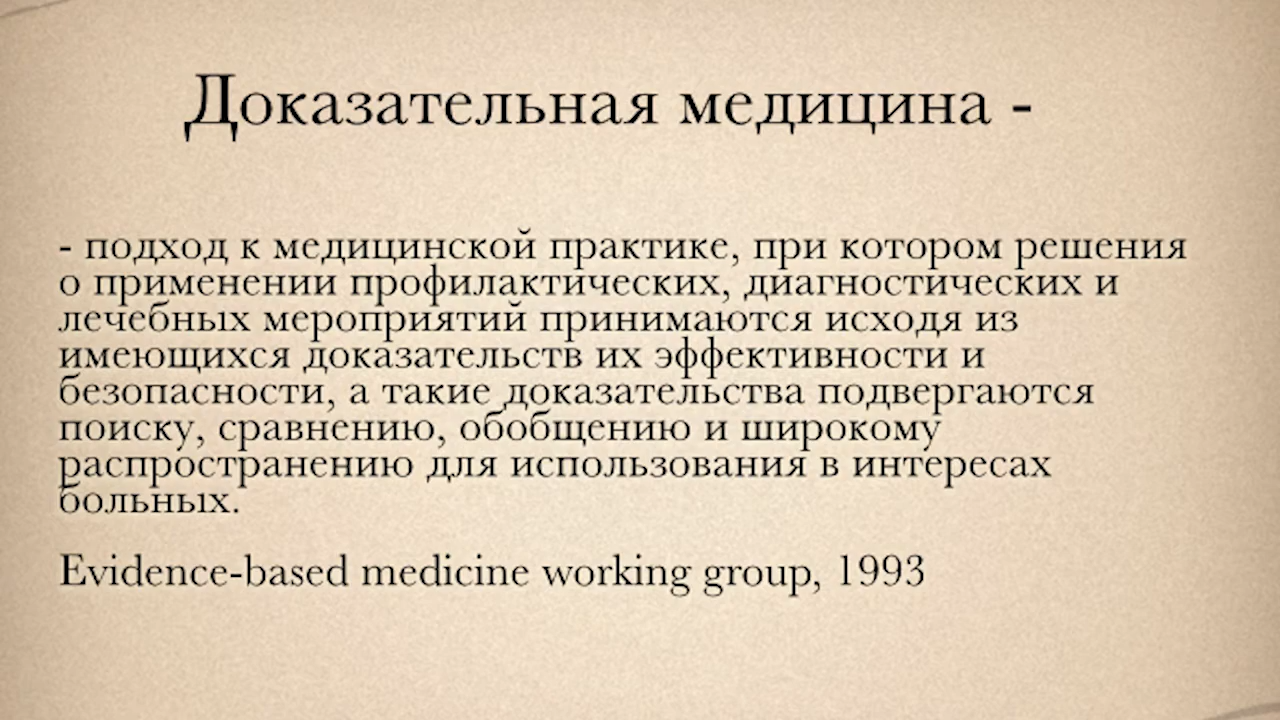 Доказательная медицина -
- подход к медицинской практике, при котором решения
о применении профилактических, диагностических и
лечебных мероприятий принимаются исходя из
имеющихся доказательств их эффективности и
безопасности, а такие доказательства подвергаются
поиску, сравнению, обобщению и широкому
распространению для использования в интересах
больных.
Evidence-based medicine working group, 1993